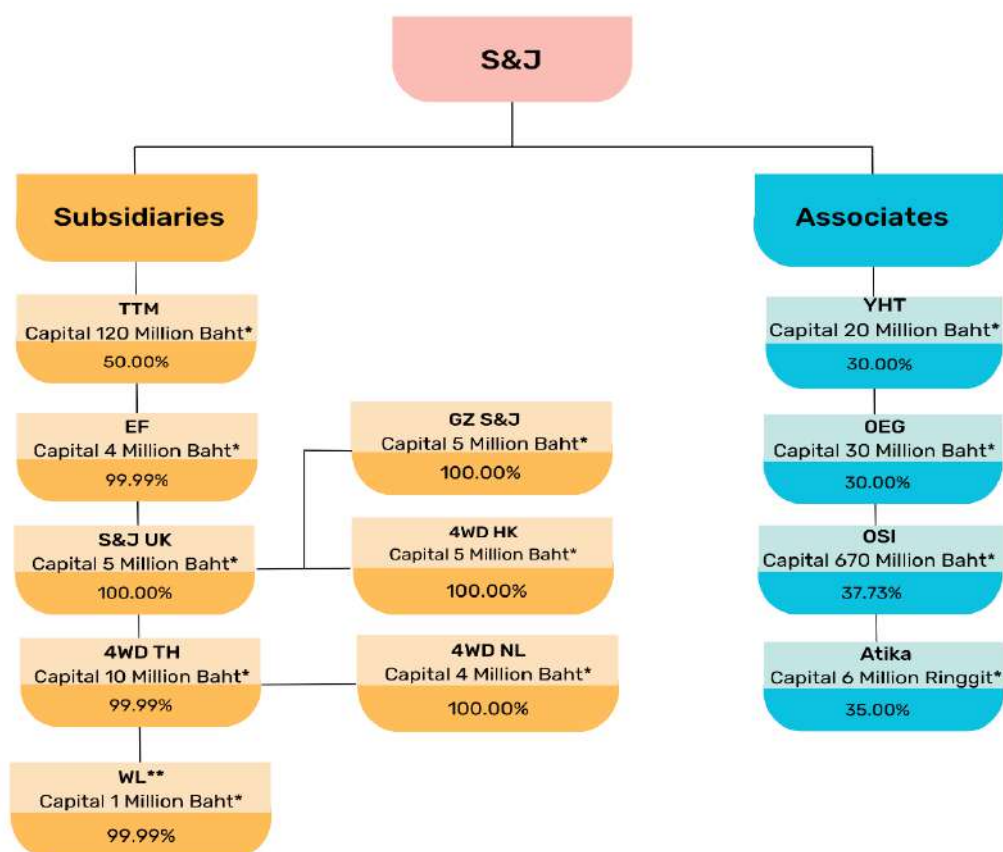 S&J
Subsidiaries
TTM
Capital 120 Million Baht*
50.00%
EF
Capital 4 Million Baht*
99.99%
S&J UK
Capital 5 Million Baht*
100.00%
4WD TH
Capital 10 Million Baht*
99.99%
WL**
Capital 1 Million Baht*
99.99%
GZ S&J
Capital 5 Million Baht*
100.00%
4WD HK
Capital 5 Million Baht*
100.00%
4WD NL
Capital 4 Million Baht*
100.00%
Associates
YHT
Capital 20 Million Baht*
30.00%
OEG
Capital 30 Million Baht*
30.00%
OSI
Capital 670 Million Baht*
37.73%
Atika
Capital 6 Million Ringgit*
35.00%